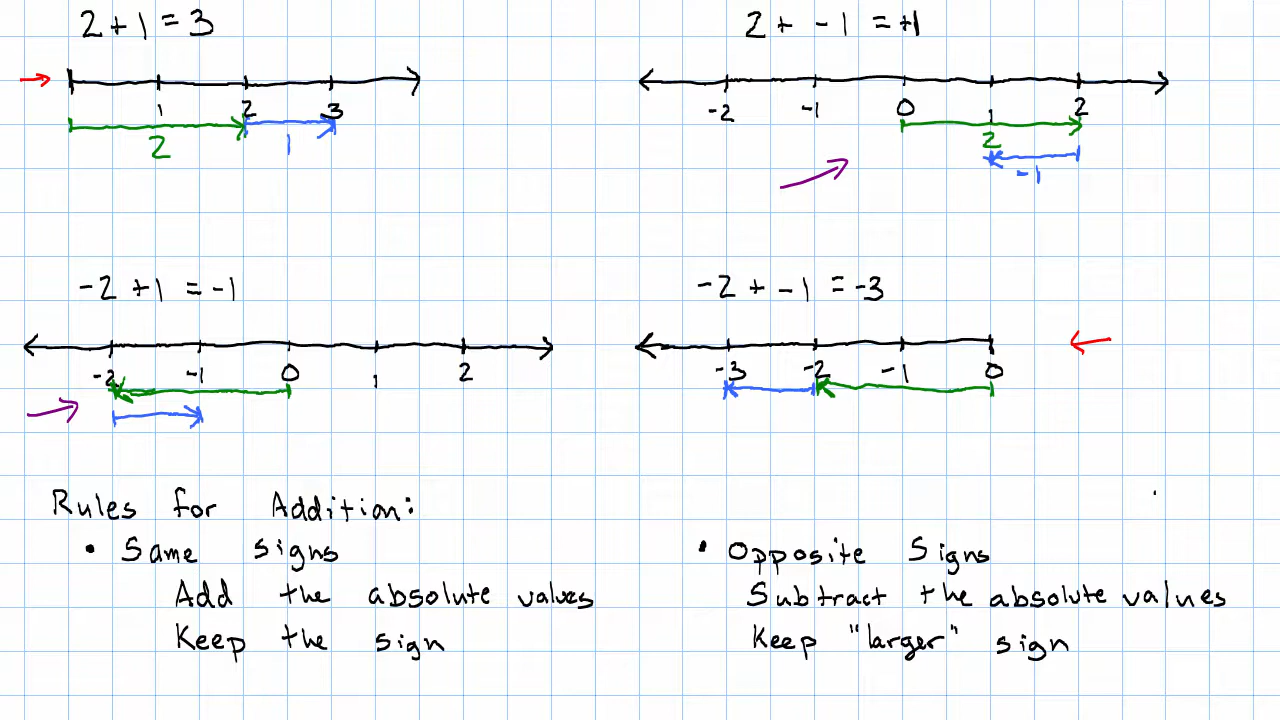 2 + 1 = 3
1 2 3
2 1
2 + -1 = +1
-2 -1 0 1 2
2
-1
-2 + 1 = -1
-2 -1 0 1 2
-2 + -1 = -3
-3 -2 -1 0
Rules for Addition:
• Same signs
Add the absolute values
Keep the sign
• Opposite Signs
Subtract the absolute values
Keep "larger" sign